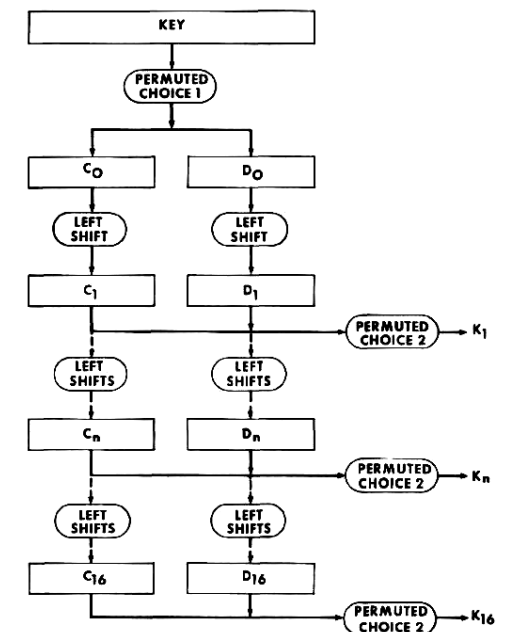 KEY
PERMUTED
CHOICE 1
C0
D0
LEFT
SHIFT
LEFT
SHIFT
C1
D1
PERMUTED
CHOICE 2
K1
LEFT
SHIFTS
LEFT
SHIFTS
Cn
Dn
PERMUTED
CHOICE 2
Kn
LEFT
SHIFTS
LEFT
SHIFTS
C16
D16
PERMUTED
CHOICE 2
K16